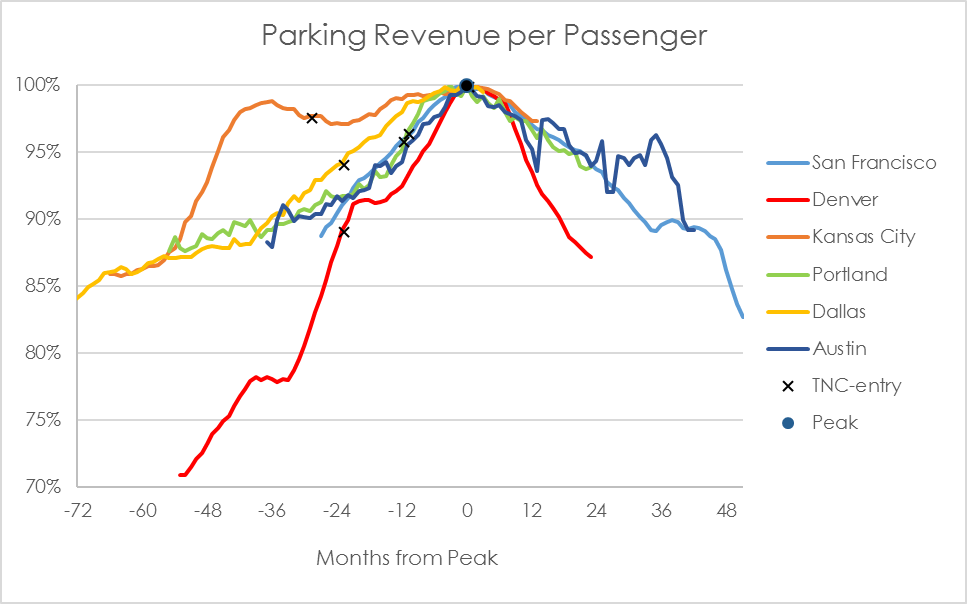 Parking Revenue per Passenger
100%
95%
90%
85%
80%
75%
70%
-72 -60 -48 -36 -24 -12 0 12 24 36 48
Months from Peak
San Francisco
Denver
Kansas City
Portland
Dallas
Austin
TNC-entry
Peak